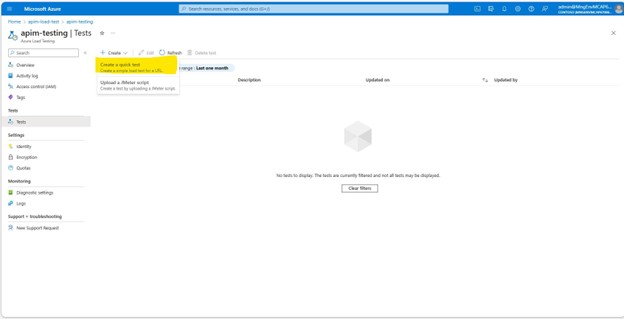 Microsoft Azure
Search resources, services, and docs (G+/)
admin@MngEnvMCAP6...
Home > apim-load-test > apim-testing
apim-testing | Tests
Azure Load Testing
Search
Create
Edit
Refresh
Delete test
Overview
Activity log
Access control (IAM)
Tags
Tests
Tests
Settings
Identity
Encryption
Quotas
Monitoring
Diagnostic settings
Logs
Support + troubleshooting
New Support Request
Create a quick test
Create a simple load test for a URL.
Upload a JMeter script
Create a test by uploading a JMeter script.
range : Last one month
Description
Updated on
Updated by
No tests to display. The tests are currently filtered and not all tests may be displayed.
Clear filters